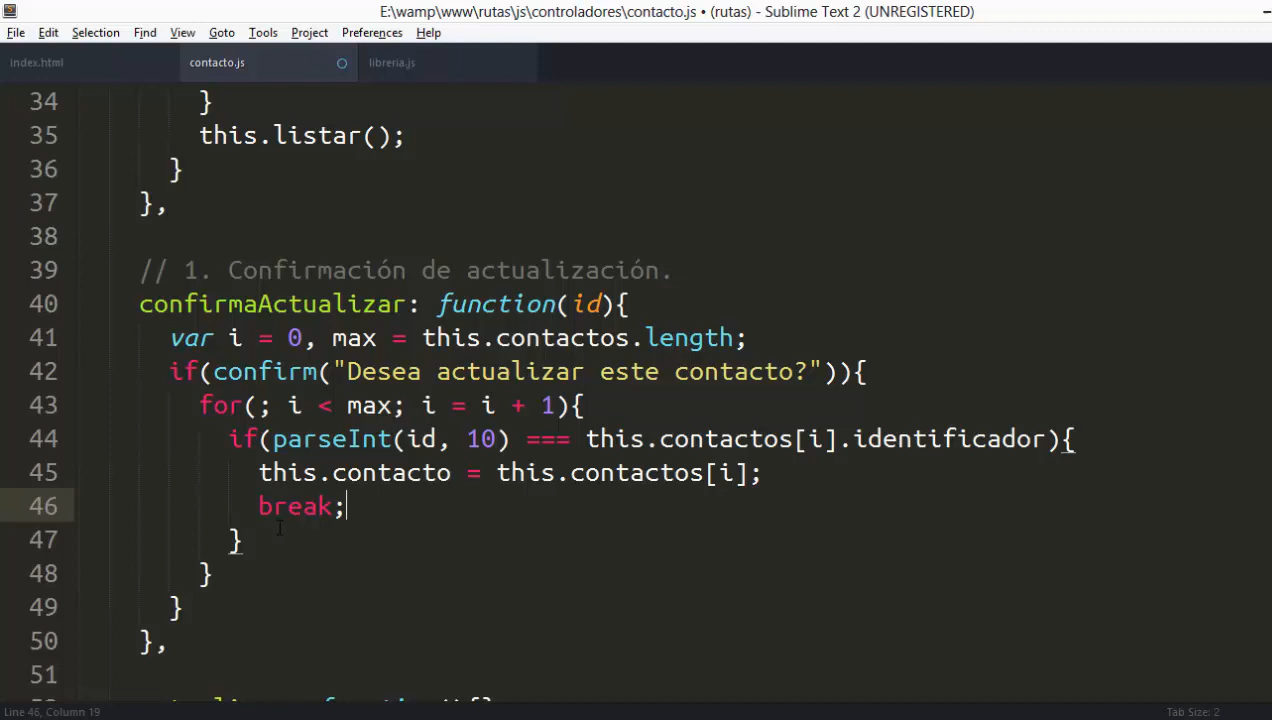 E:\wamp\www\rutas\js\controladores\contacto.js • (rutas) - Sublime Text 2 (UNREGISTERED)
File Edit Selection Find View Goto Tools Project Preferences Help
index.html contacto.js libreria.js
34 }
35 this.listar();
36 }
37 },
38
39 // 1. Confirmación de actualización.
40 confirmaActualizar: function(id){
41 var i = 0, max = this.contactos.length;
42 if(confirm("Desea actualizar este contacto?")){
43 for(; i < max; i = i + 1){
44 if(parseInt(id, 10) === this.contactos[i].identificador){
45 this.contacto = this.contactos[i];
46 break;
47 }
48 }
49 }
50 },
51
Line 46, Column 19 Tab Size: 2